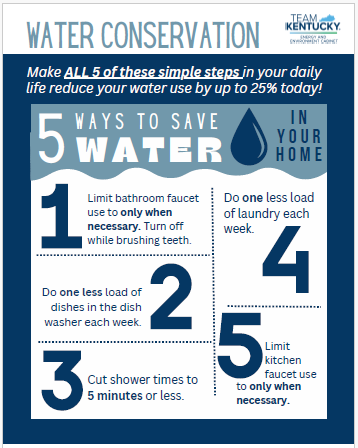 WATER CONSERVATION
TEAM
KENTUCKY
ENERGY AND
ENVIRONMENT CABINET
Make ALL 5 of these simple steps in your daily
life reduce your water use by up to 25% today!
5 WAYS TO SAVE
WATER
IN
YOUR
HOME
1
Limit bathroom faucet
use to only when
necessary. Turn off
while brushing teeth.
2
Do one less load of
dishes in the dish
washer each week.
3
Cut shower times to
5 minutes or less.
Do one less load
of laundry each
week.
4
5
Limit
kitchen
faucet use
to only when
necessary.